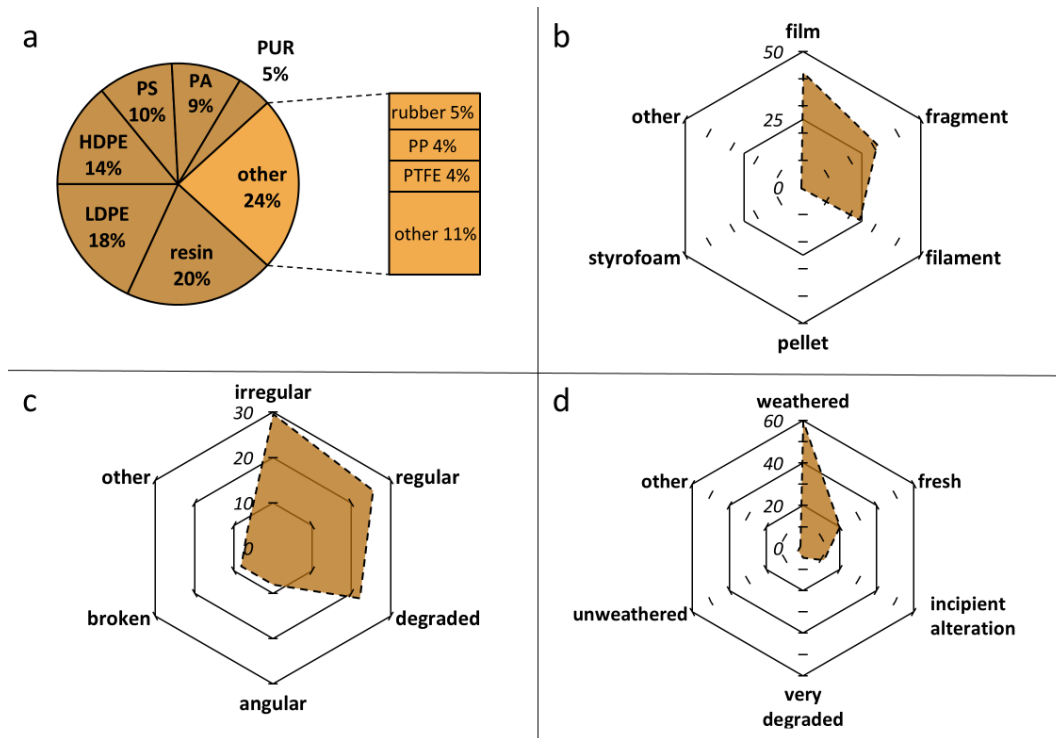 a
PUR
5%
PS
10%
PA
9%
HDPE
14%
LDPE
18%
resin
20%
other
24%
rubber 5%
PP 4%
PTFE 4%
other 11%
b
film
50
25
0
fragment
filament
pellet
styrofoam
other
c
irregular
30
20
10
0
regular
degraded
angular
broken
other
d
weathered
60
40
20
0
fresh
incipient
alteration
very
degraded
unweathered
other